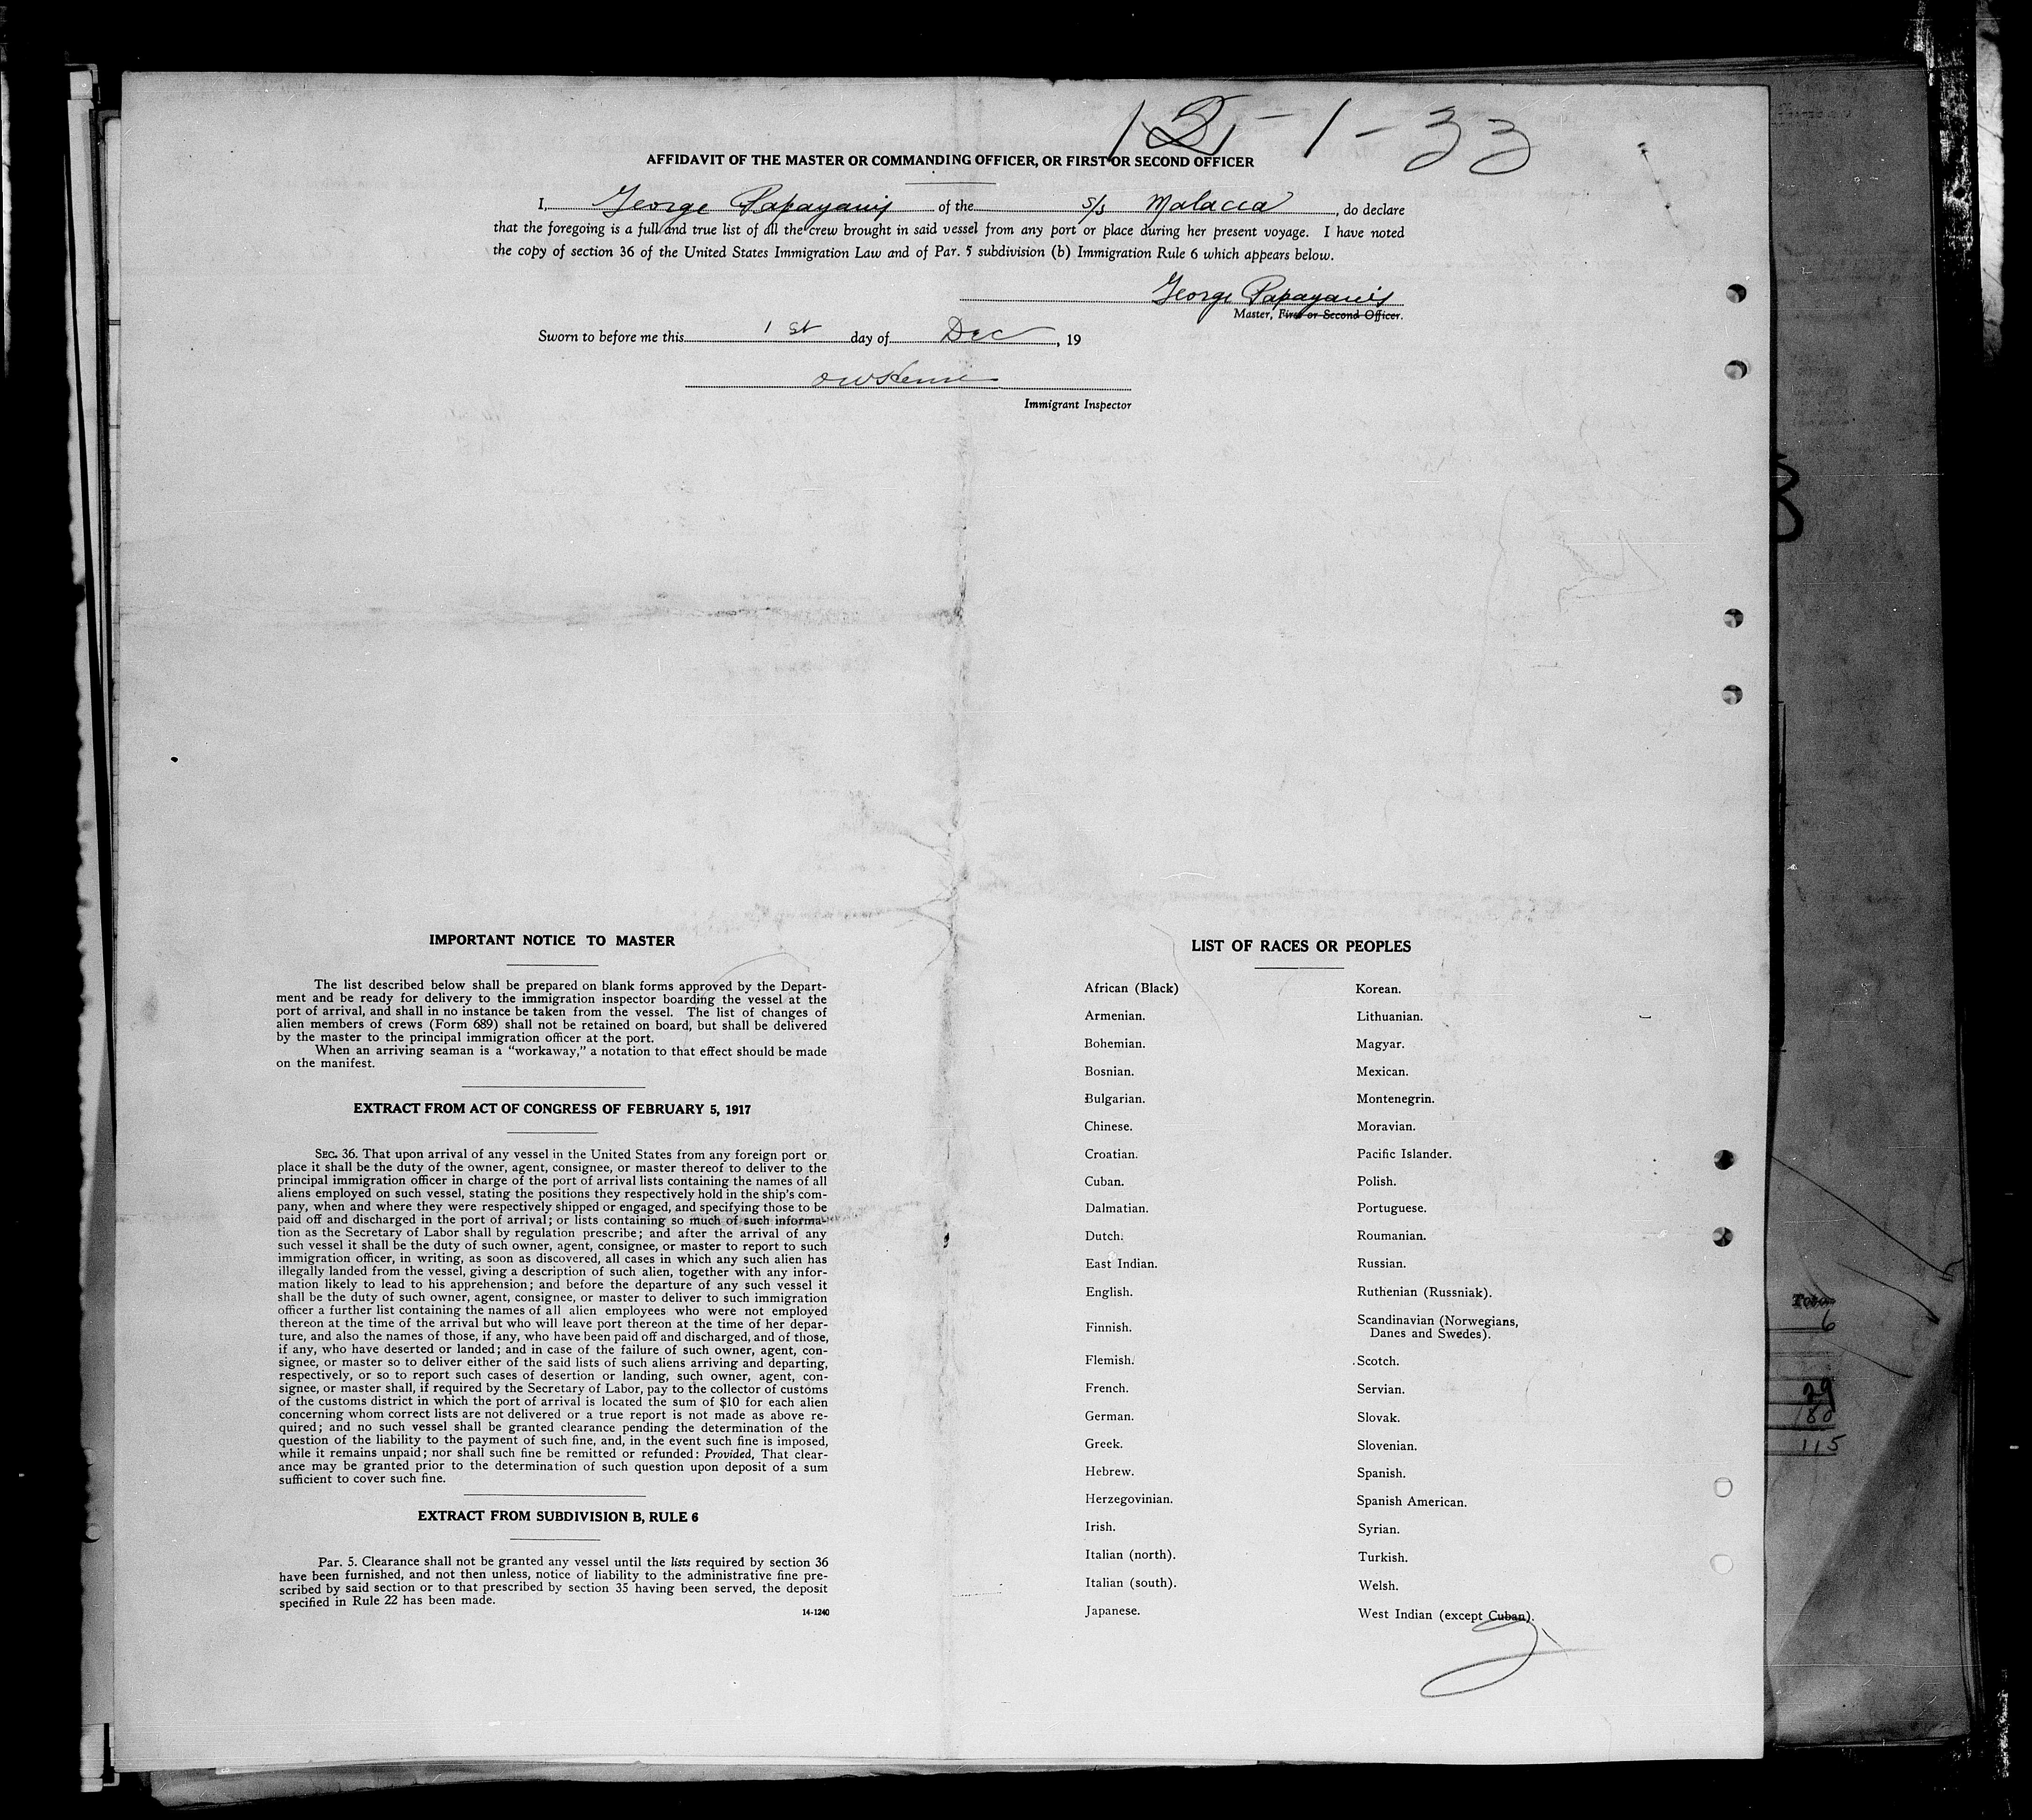 12-1-33
AFFIDAVIT OF THE MASTER OR COMMANDING OFFICER, OR FIRST OR SECOND OFFICER
I, George Papayanis of the s/s Malacca, do declare
that the foregoing is a full and true list of all the crew brought in said vessel from any port or place during her present voyage. I have noted
the copy of section 36 of the United States Immigration Law and of Par. 5 subdivision (b) Immigration Rule 6 which appears below.
George Papayanis
Master, First or Second Officer.
Sworn to before me this 1st day of Dec, 19
Immigrant Inspector
IMPORTANT NOTICE TO MASTER
The list described below shall be prepared on blank forms approved by the Depart-
ment and be ready for delivery to the immigration inspector boarding the vessel at the
port of arrival, and shall in no instance be taken from the vessel. The list of changes of
alien members of crews (Form 689) shall not be retained on board, but shall be delivered
by the master to the principal immigration officer at the port.
When an arriving seaman is a "workaway," a notation to that effect should be made
on the manifest.
EXTRACT FROM ACT OF CONGRESS OF FEBRUARY 5, 1917
SEC. 36. That upon arrival of any vessel in the United States from any foreign port or
place it shall be the duty of the owner, agent, consignee, or master thereof to deliver to the
principal immigration officer in charge of the port of arrival lists containing the names of all
aliens employed on such vessel, stating the positions they respectively hold in the ship's com-
pany, when and where they were respectively shipped or engaged, and specifying those to be
paid off and discharged in the port of arrival; or lists containing so much of such informa-
tion as the Secretary of Labor shall by regulation prescribe; and after the arrival of any
such vessel it shall be the duty of such owner, agent, consignee, or master to report to such
immigration officer, in writing, as soon as discovered, all cases in which any such alien has
illegally landed from the vessel, giving a description of such alien, together with any infor-
mation likely to lead to his apprehension; and before the departure of any such vessel it
shall be the duty of such owner, agent, consignee, or master to deliver to such immigration
officer a further list containing the names of all alien employees who were not employed
thereon at the time of the arrival but who will leave port thereon at the time of her depar-
ture, and also the names of those, if any, who have been paid off and discharged, and of those,
if any, who have deserted or landed; and in case of the failure of such owner, agent, con-
signee, or master so to deliver either of the said lists of such aliens arriving and departing,
respectively, or so to report such cases of desertion or landing, such owner, agent, con-
signee, or master shall, if required by the Secretary of Labor, pay to the collector of customs
of the customs district in which the port of arrival is located the sum of $10 for each alien
concerning whom correct lists are not delivered or a true report is not made as above re-
quired; and no such vessel shall be granted clearance pending the determination of the
question of the liability to the payment of such fine, and, in the event such fine is imposed,
while it remains unpaid; nor shall such fine be remitted or refunded: Provided, That clear-
ance may be granted prior to the determination of such question upon deposit of a sum
sufficient to cover such fine.
EXTRACT FROM SUBDIVISION B, RULE 6
Par. 5. Clearance shall not be granted any vessel until the lists required by section 36
have been furnished, and not then unless, notice of liability to the administrative fine pre-
scribed by said section or to that prescribed by section 35 having been served, the deposit
specified in Rule 22 has been made.
14-1240
LIST OF RACES OR PEOPLES
African (Black)
Armenian.
Bohemian.
Bosnian.
Bulgarian.
Chinese.
Croatian.
Cuban.
Dalmatian.
Dutch.
East Indian.
English.
Finnish.
Flemish.
French.
German.
Greek.
Hebrew.
Herzegovinian.
Irish.
Italian (north).
Italian (south).
Japanese.
Korean.
Lithuanian.
Magyar.
Mexican.
Montenegrin.
Moravian.
Pacific Islander.
Polish.
Portuguese.
Roumanian.
Russian.
Ruthenian (Russniak).
Scandinavian (Norwegians,
Danes and Swedes).
Scotch.
Servian.
Slovak.
Slovenian.
Spanish.
Spanish American.
Syrian.
Turkish.
Welsh.
West Indian (except Cuban).
6
29
115